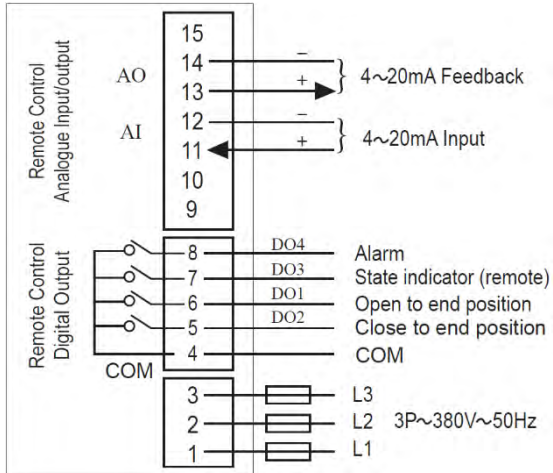 Remote Control
Analogue Input/output
AO
AI
15
14
13
12
11
10
9
−
+
4～20mA Feedback
−
+
4～20mA Input
Remote Control
Digital Output
COM
8 DO4 Alarm
7 DO3 State indicator (remote)
6 DO1 Open to end position
5 DO2 Close to end position
4 COM
3 L3
2 L2 3P～380V～50Hz
1 L1